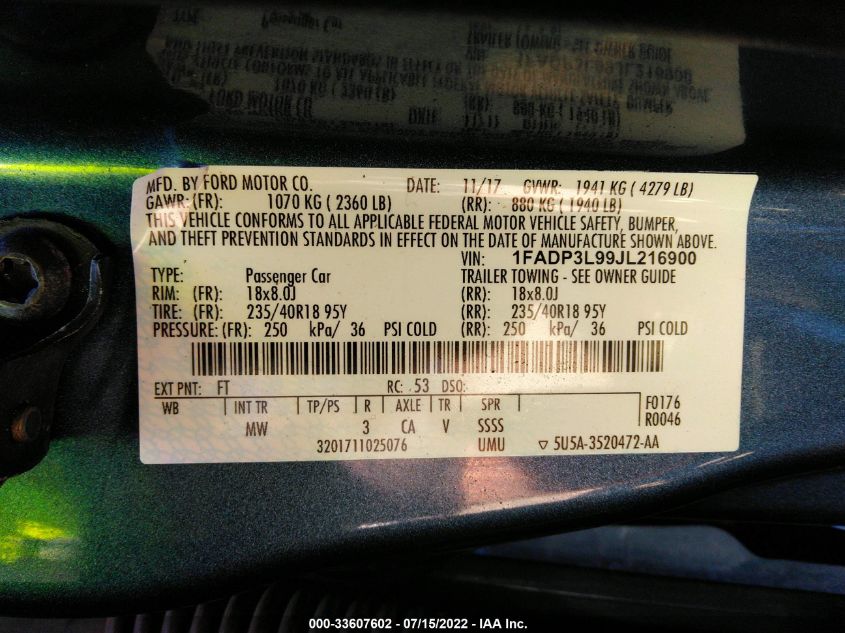 MFD. BY FORD MOTOR CO. DATE: 11/17 GVWR: 1941 KG ( 4279 LB)
GAWR: (FR): 1070 KG ( 2360 LB) (RR): 880 KG ( 1940 LB)
THIS VEHICLE CONFORMS TO ALL APPLICABLE FEDERAL MOTOR VEHICLE SAFETY, BUMPER,
AND THEFT PREVENTION STANDARDS IN EFFECT ON THE DATE OF MANUFACTURE SHOWN ABOVE.
VIN: 1FADP3L99JL216900
TYPE: Passenger Car TRAILER TOWING - SEE OWNER GUIDE
RIM: (FR): 18x8.0J (RR): 18x8.0J
TIRE: (FR): 235/40R18 95Y (RR): 235/40R18 95Y
PRESSURE: (FR): 250 kPa/ 36 PSI COLD (RR): 250 kPa/ 36 PSI COLD
EXT PNT: FT RC: 53 DSO:
WB INT TR TP/PS R AXLE TR SPR F0176
MW 3 CA V SSSS R0046
3201711025076 UMU ▽ 5U5A-3520472-AA
000-33607602 - 07/15/2022 - IAA Inc.